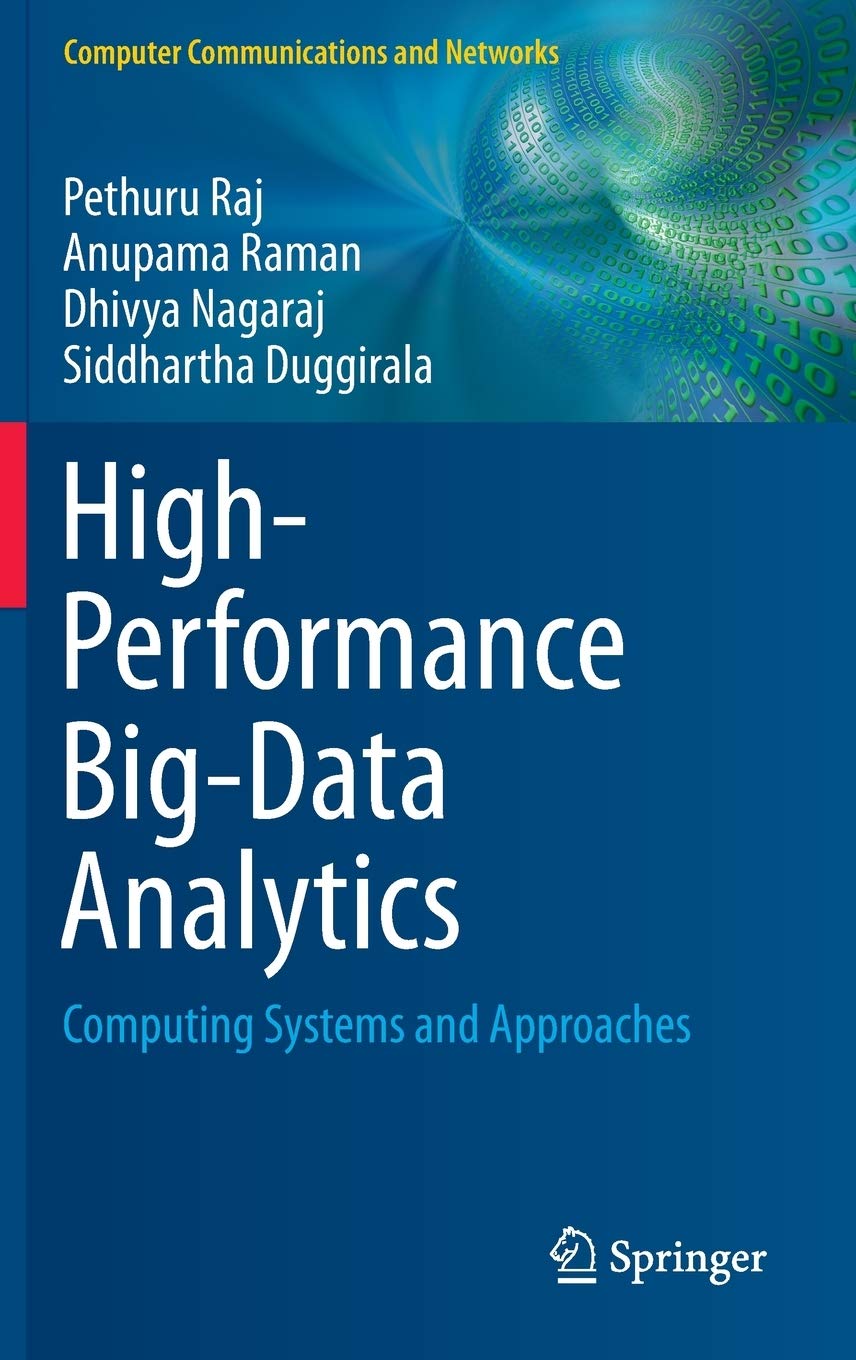 Computer Communications and Networks
Pethuru Raj
Anupama Raman
Dhivya Nagaraj
Siddhartha Duggirala
High-
Performance
Big-Data
Analytics
Computing Systems and Approaches
Springer